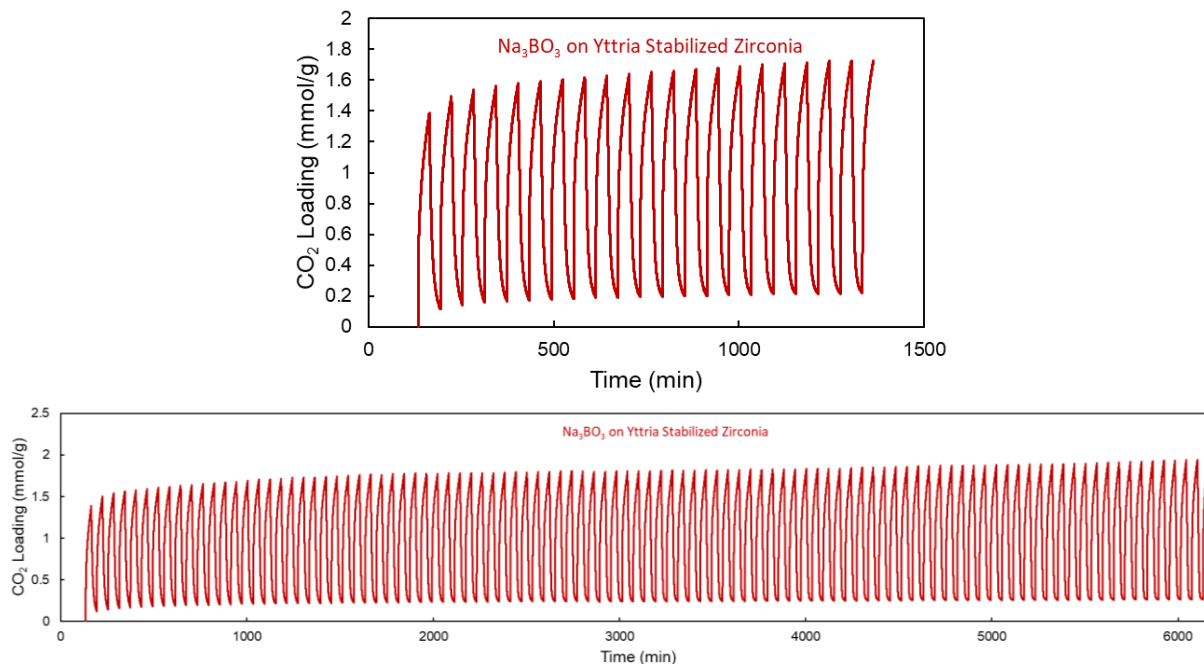 2
Na₃BO₃ on Yttria Stabilized Zirconia
1.8
1.6
1.4
1.2
1
0.8
0.6
0.4
0.2
0
CO₂ Loading (mmol/g)
0 500 1000 1500
Time (min)
2.5
Na₃BO₃ on Yttria Stabilized Zirconia
2
1.5
1
0.5
0
CO₂ Loading (mmol/g)
0 1000 2000 3000 4000 5000 6000
Time (min)